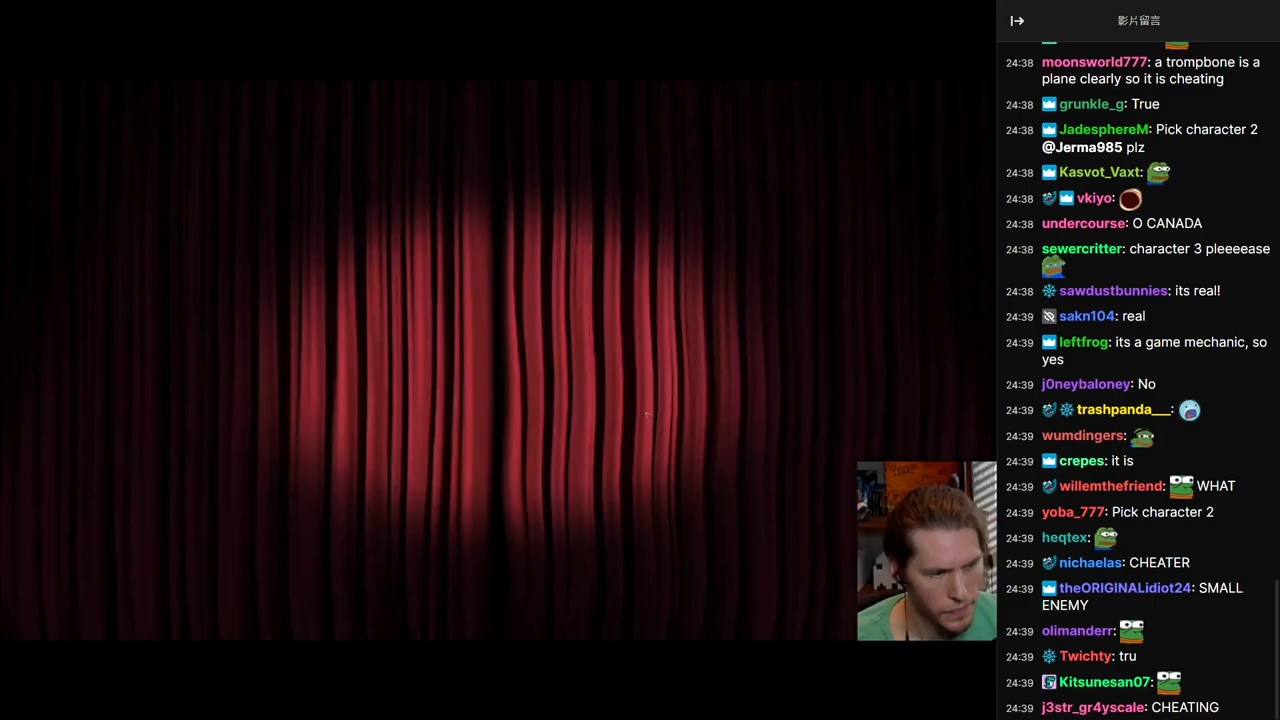 影片留言
24:38 moonsworld777: a trompbone is a
plane clearly so it is cheating
24:38 grunkle_g: True
24:38 JadesphereM: Pick character 2
@Jerma985 plz
24:38 Kasvot_Vaxt:
24:38 vkiyo:
24:38 undercourse: O CANADA
24:38 sewercritter: character 3 pleeeease
24:38 sawdustbunnies: its real!
24:39 sakn104: real
24:39 leftfrog: its a game mechanic, so
yes
24:39 j0neybaloney: No
24:39 trashpanda___:
24:39 wumdingers:
24:39 crepes: it is
24:39 willemthefriend: WHAT
24:39 yoba_777: Pick character 2
24:39 heqtex:
24:39 nichaelas: CHEATER
24:39 theORIGINALidiot24: SMALL
ENEMY
24:39 olimanderr:
24:39 Twichty: tru
24:39 Kitsunesan07:
24:39 j3str_gr4yscale: CHEATING